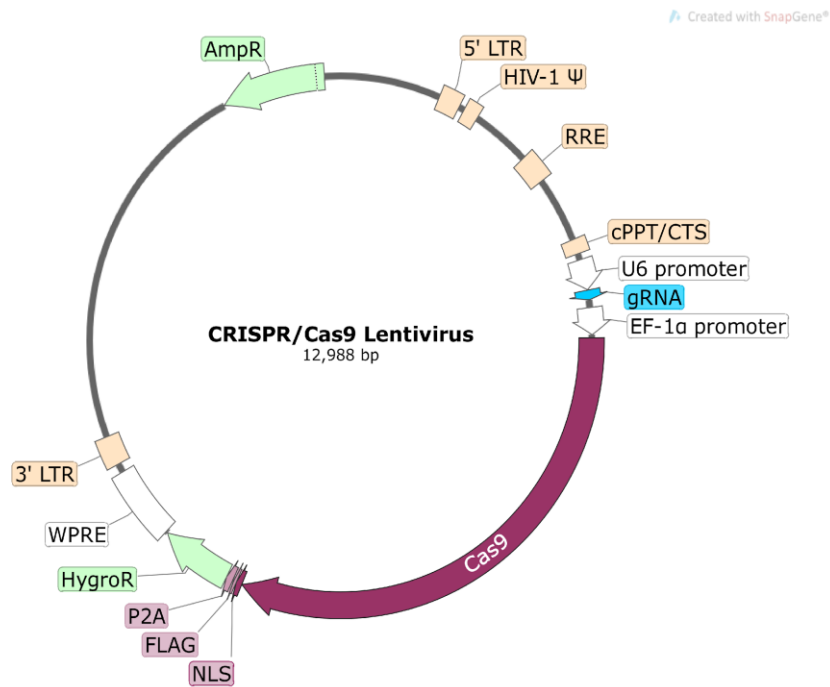 Created with SnapGene®
AmpR
5' LTR
HIV-1 Ψ
RRE
cPPT/CTS
U6 promoter
gRNA
EF-1α promoter
CRISPR/Cas9 Lentivirus
12,988 bp
3' LTR
WPRE
Cas9
HygroR
P2A
FLAG
NLS